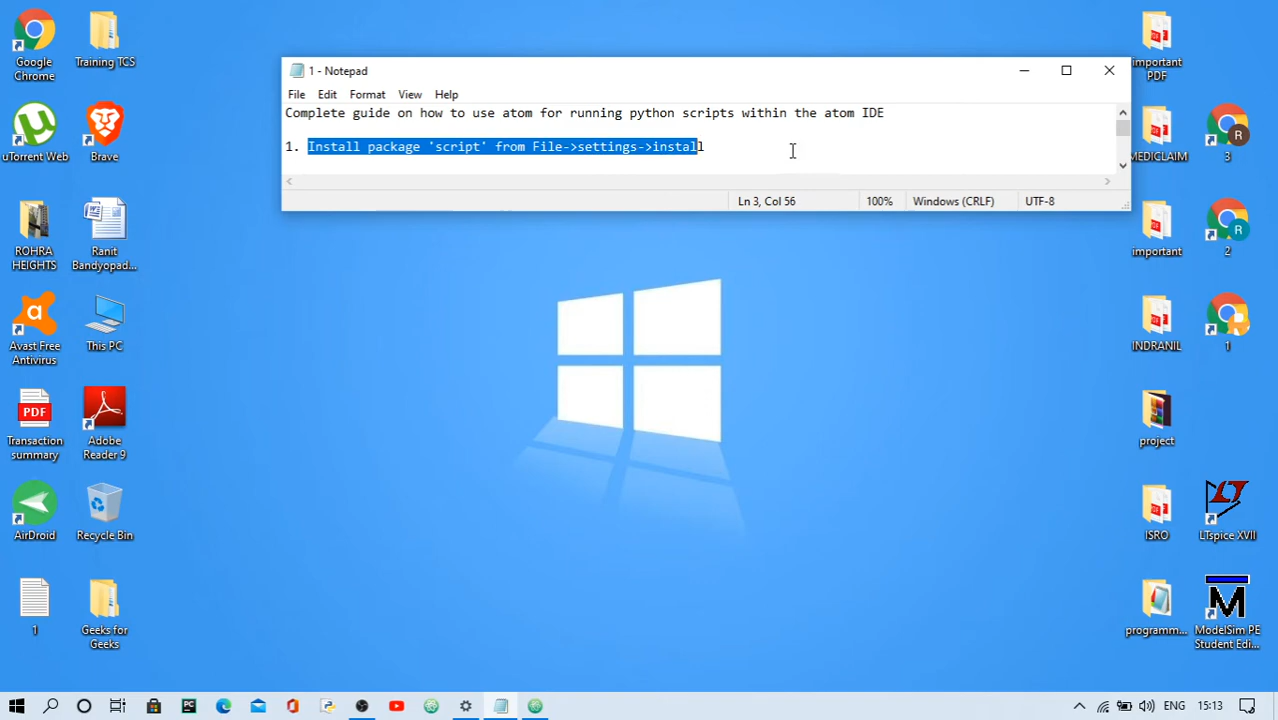 Google Chrome
Training TCS
uTorrent Web
Brave
ROHRA HEIGHTS
Ranit Bandyopad...
Avast Free Antivirus
This PC
PDF
Transaction summary
Adobe Reader 9
AirDroid
Recycle Bin
1
Geeks for Geeks
1 - Notepad
File Edit Format View Help
Complete guide on how to use atom for running python scripts within the atom IDE
1. Install package 'script' from File->settings->install
Ln 3, Col 56 100% Windows (CRLF) UTF-8
important PDF
R
3
MEDICLAIM
R
2
important
INDRANIL
1
project
ISRO
LTspice XVII
programm...
M
ModelSim PE Student Edi...
PC
ENG 15:13